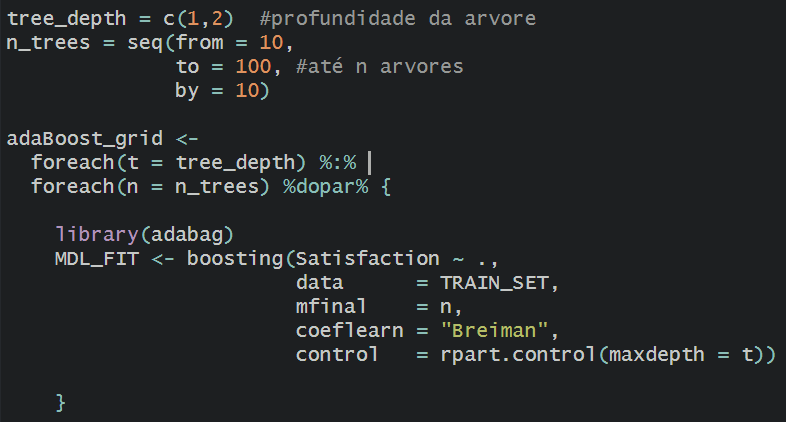 tree_depth = c(1,2)  #profundidade da arvore
n_trees = seq(from = 10,
              to = 100, #até n arvores
              by = 10)

adaBoost_grid <-
  foreach(t = tree_depth) %:%
  foreach(n = n_trees) %dopar% {

    library(adabag)
    MDL_FIT <- boosting(Satisfaction ~ .,
                        data      = TRAIN_SET,
                        mfinal    = n,
                        coeflearn = "Breiman",
                        control   = rpart.control(maxdepth = t))

    }